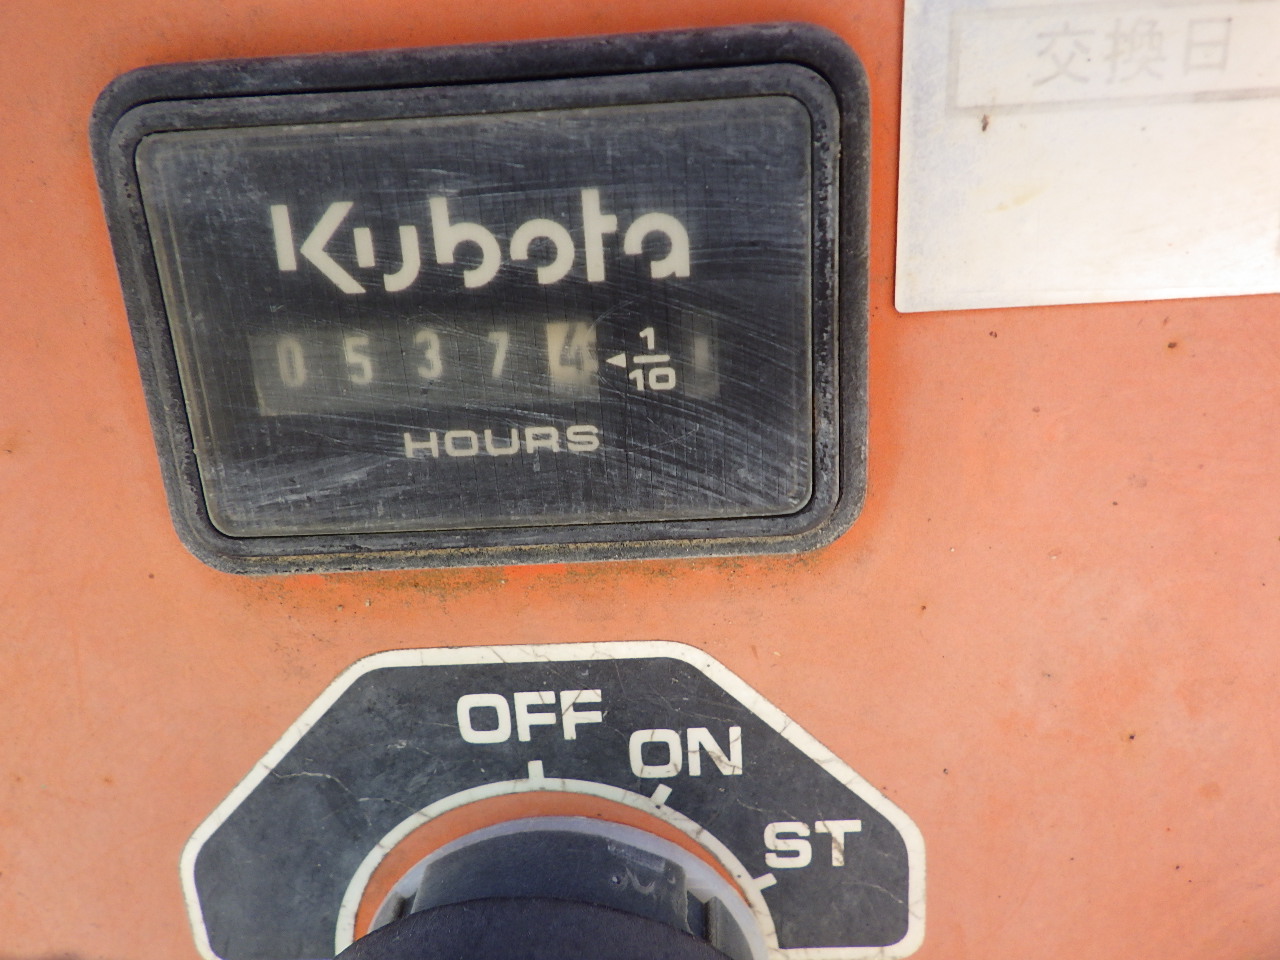 交換日
Kubota
0 5 3 7 4 ◀ 1/10
HOURS
OFF
ON
ST